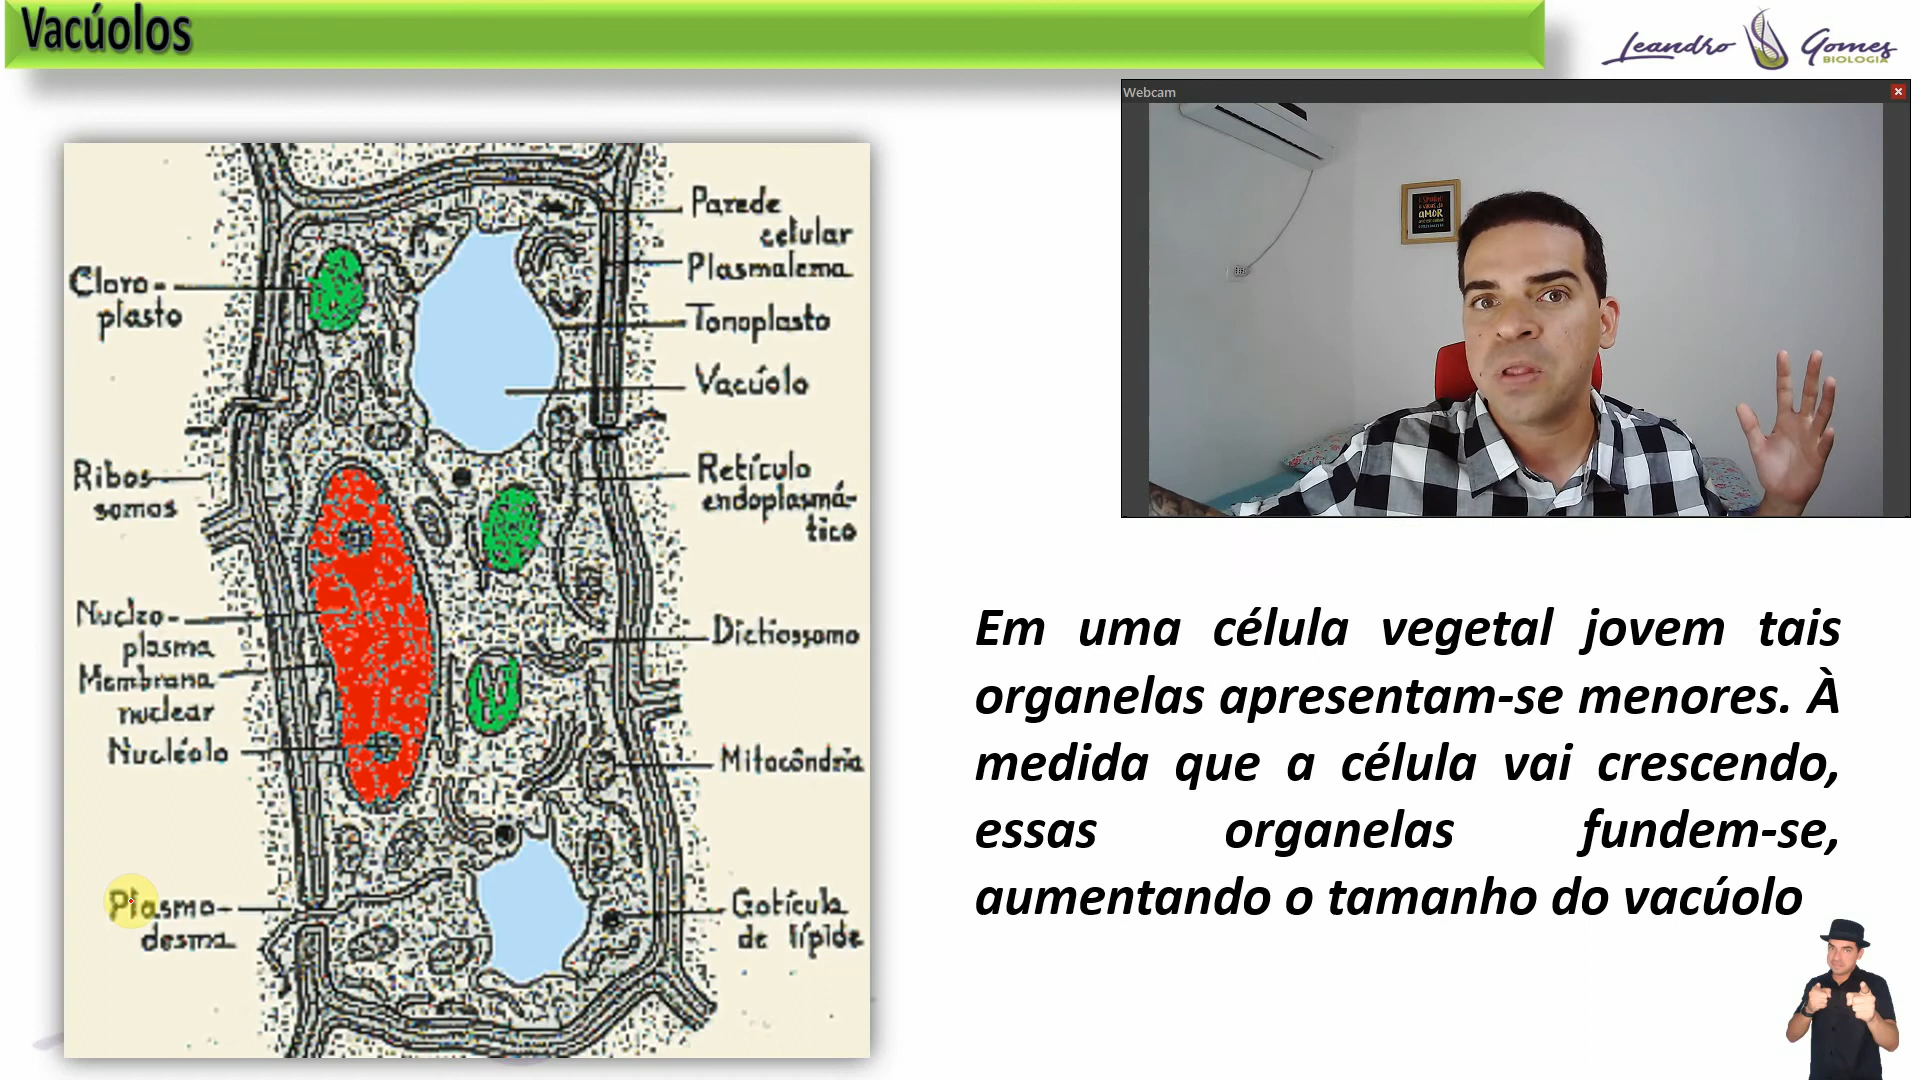 Vacúolos
Leandro Gomes
BIOLOGIA
Webcam
AMOR
Parede
celular
Plasmalema
Tonoplasto
Vacúolo
Retículo
endoplasmá-
tico
Dictiossomo
Mitocôndria
Gotícula
de lípide
Cloro-
plasto
Ribos
somos
Nucleo-
plasma
Membrana
nuclear
Nucléolo
Plasmo-
desma
Em uma célula vegetal jovem tais
organelas apresentam-se menores. À
medida que a célula vai crescendo,
essas organelas fundem-se,
aumentando o tamanho do vacúolo